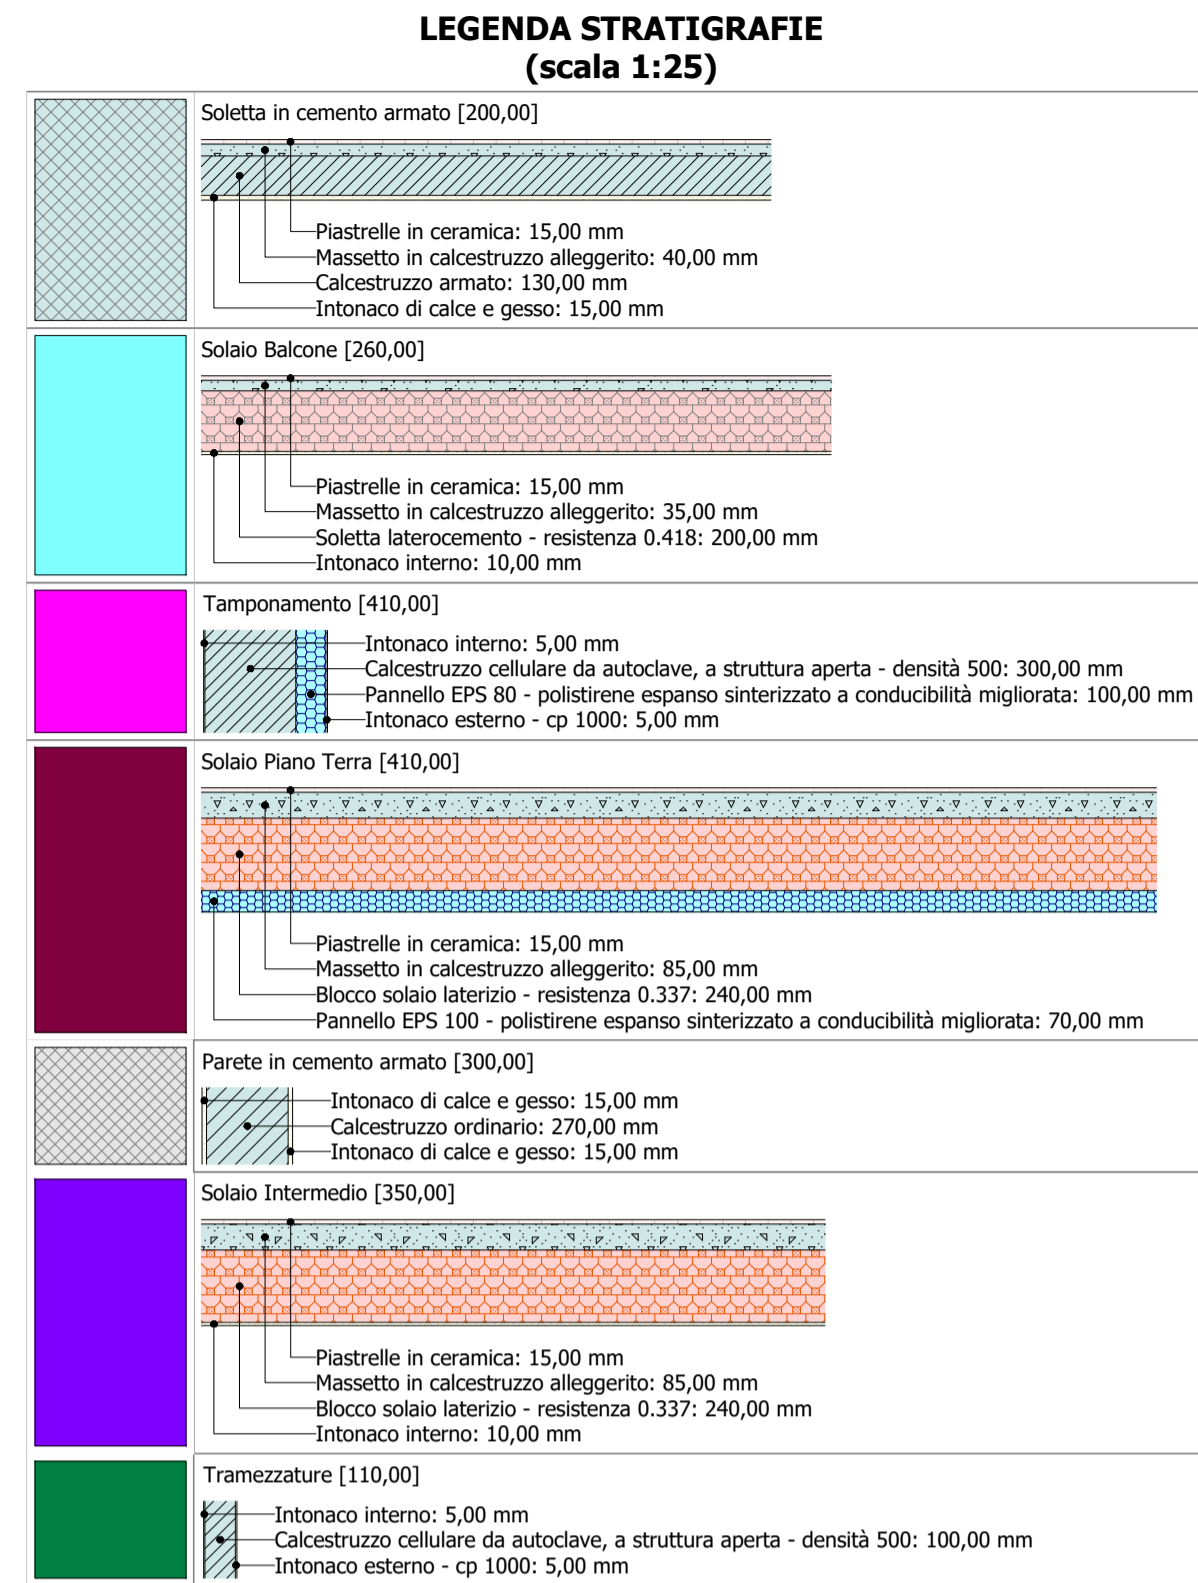 LEGENDA STRATIGRAFIE
(scala 1:25)
Soletta in cemento armato [200,00]
Piastrelle in ceramica: 15,00 mm
Massetto in calcestruzzo alleggerito: 40,00 mm
Calcestruzzo armato: 130,00 mm
Intonaco di calce e gesso: 15,00 mm
Solaio Balcone [260,00]
Piastrelle in ceramica: 15,00 mm
Massetto in calcestruzzo alleggerito: 35,00 mm
Soletta laterocemento - resistenza 0.418: 200,00 mm
Intonaco interno: 10,00 mm
Tamponamento [410,00]
Intonaco interno: 5,00 mm
Calcestruzzo cellulare da autoclave, a struttura aperta - densità 500: 300,00 mm
Pannello EPS 80 - polistirene espanso sinterizzato a conducibilità migliorata: 100,00 mm
Intonaco esterno - cp 1000: 5,00 mm
Solaio Piano Terra [410,00]
Piastrelle in ceramica: 15,00 mm
Massetto in calcestruzzo alleggerito: 85,00 mm
Blocco solaio laterizio - resistenza 0.337: 240,00 mm
Pannello EPS 100 - polistirene espanso sinterizzato a conducibilità migliorata: 70,00 mm
Parete in cemento armato [300,00]
Intonaco di calce e gesso: 15,00 mm
Calcestruzzo ordinario: 270,00 mm
Intonaco di calce e gesso: 15,00 mm
Solaio Intermedio [350,00]
Piastrelle in ceramica: 15,00 mm
Massetto in calcestruzzo alleggerito: 85,00 mm
Blocco solaio laterizio - resistenza 0.337: 240,00 mm
Intonaco interno: 10,00 mm
Tramezzature [110,00]
Intonaco interno: 5,00 mm
Calcestruzzo cellulare da autoclave, a struttura aperta - densità 500: 100,00 mm
Intonaco esterno - cp 1000: 5,00 mm